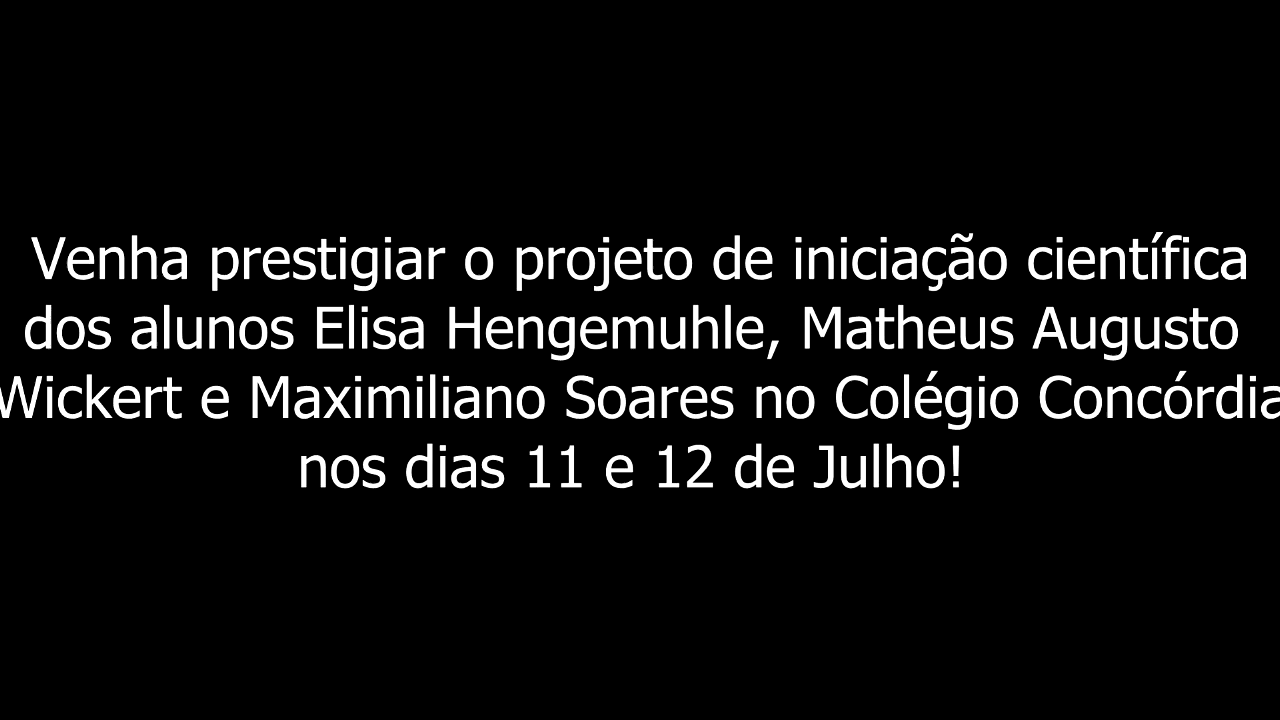 Venha prestigiar o projeto de iniciação científica
dos alunos Elisa Hengemuhle, Matheus Augusto
Wickert e Maximiliano Soares no Colégio Concórdia
nos dias 11 e 12 de Julho!